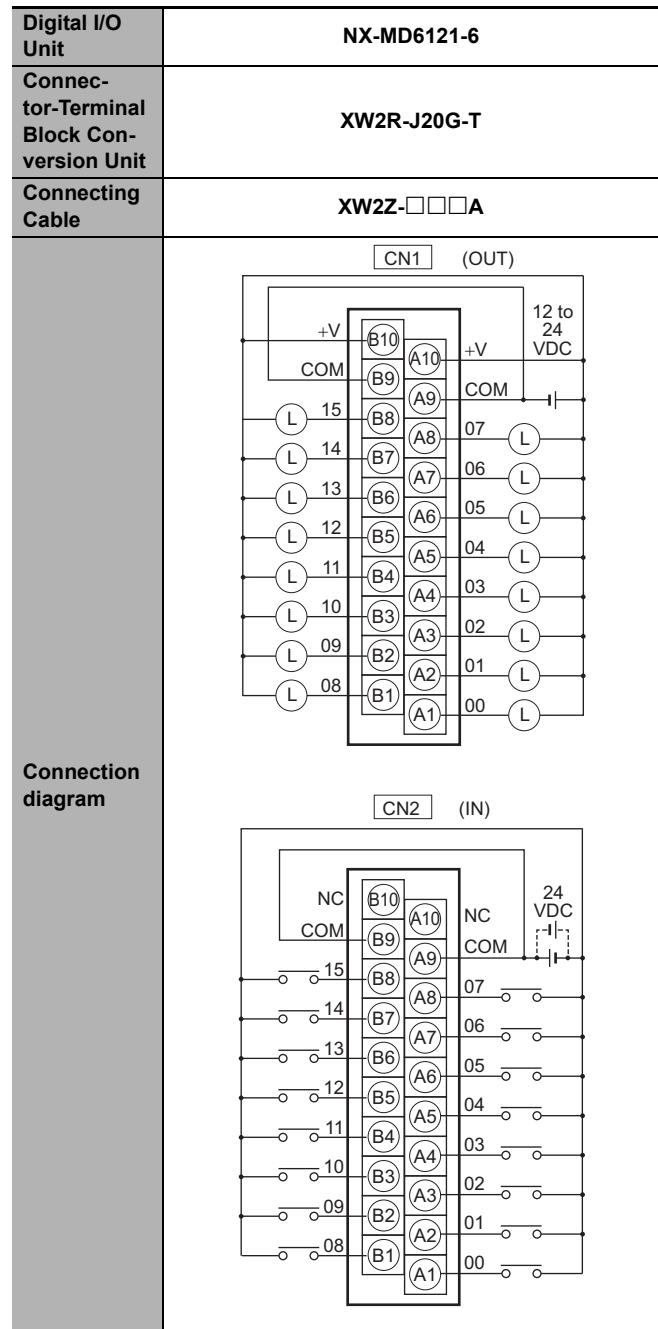 Digital I/O
Unit
NX-MD6121-6
Connec-
tor-Terminal
Block Con-
version Unit
XW2R-J20G-T
Connecting
Cable
XW2Z-□□□A
Connection
diagram
CN1 (OUT)
12 to
24
VDC
+V B10
A10 +V
COM B9
A9 COM
L 15 B8
A8 07 L
L 14 B7
A7 06 L
L 13 B6
A6 05 L
L 12 B5
A5 04 L
L 11 B4
A4 03 L
L 10 B3
A3 02 L
L 09 B2
A2 01 L
L 08 B1
A1 00 L
CN2 (IN)
24
VDC
NC B10
A10 NC
COM B9
A9 COM
15 B8
A8 07
14 B7
A7 06
13 B6
A6 05
12 B5
A5 04
11 B4
A4 03
10 B3
A3 02
09 B2
A2 01
08 B1
A1 00